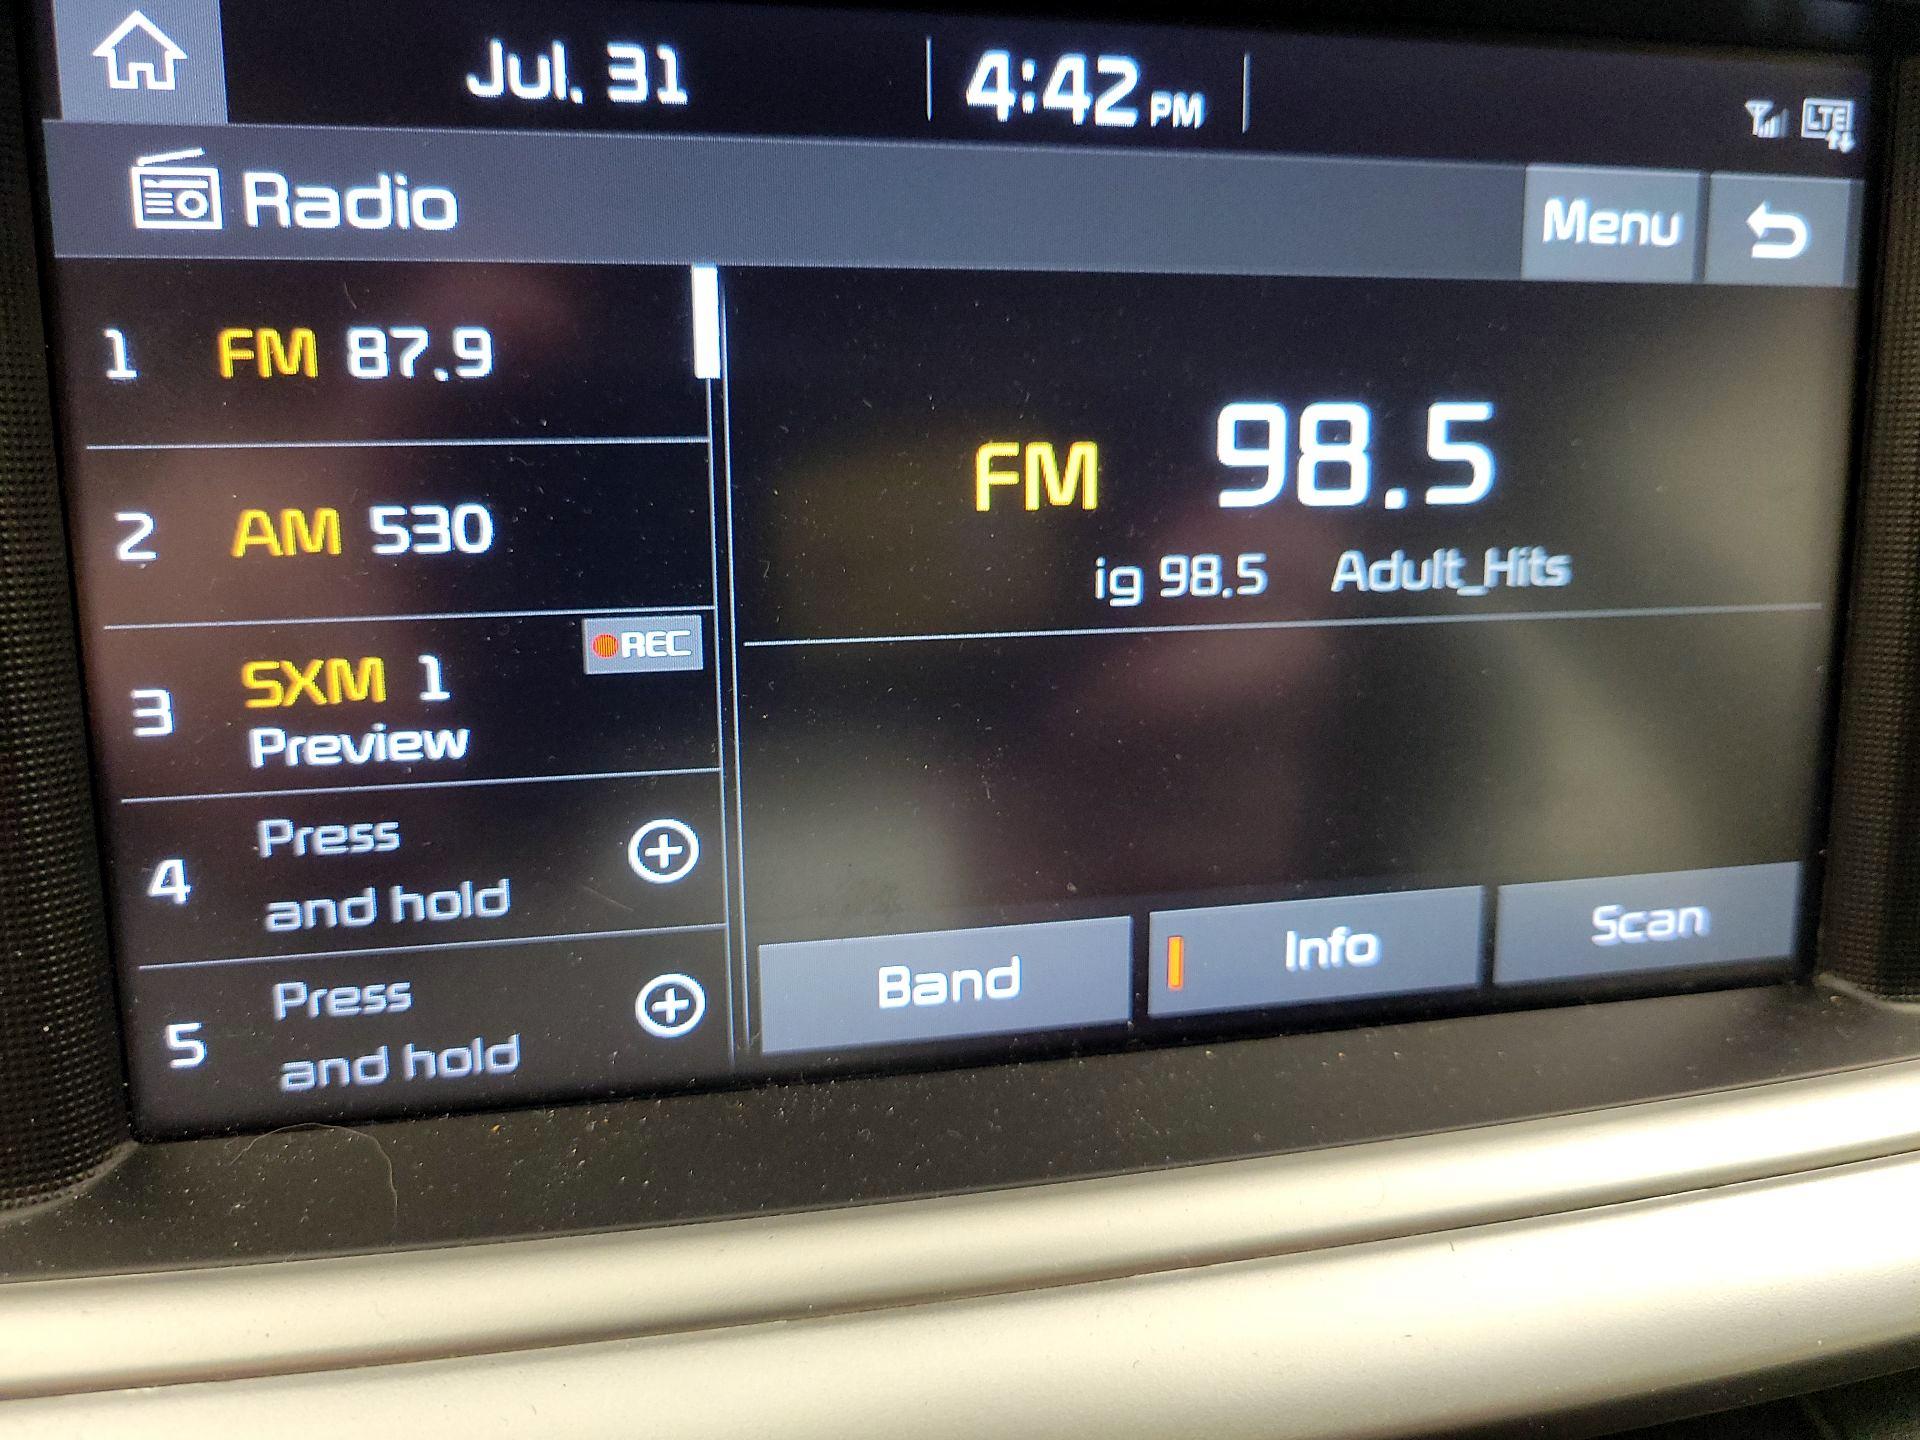 Jul. 31 4:42 PM LTE
Radio Menu
1 FM 87.9
2 AM 530
REC
3 SXM 1
Preview
4 Press
and hold
5 Press
and hold
FM 98.5
ig 98.5 Adult_Hits
Band Info Scan